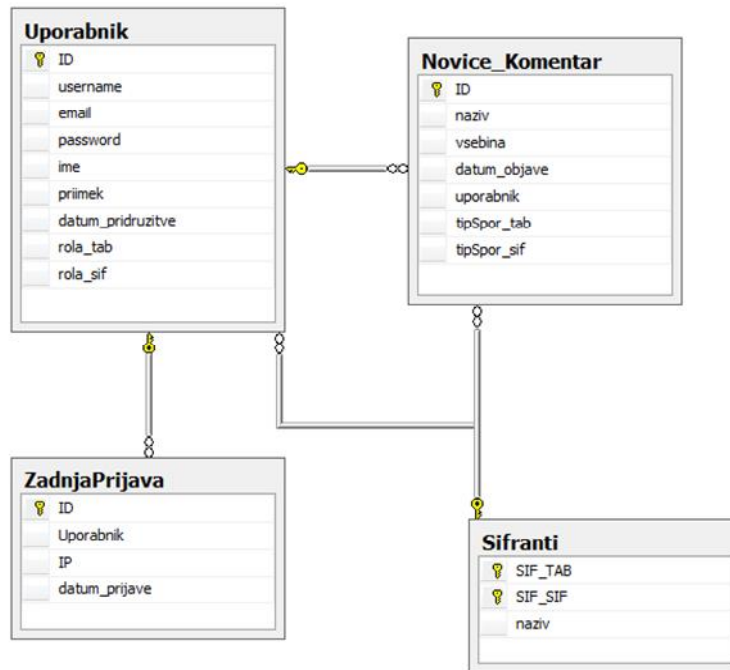 Uporabnik
ID
username
email
password
ime
priimek
datum_pridruzitve
rola_tab
rola_sif
Novice_Komentar
ID
naziv
vsebina
datum_objave
uporabnik
tipSpor_tab
tipSpor_sif
ZadnjaPrijava
ID
Uporabnik
IP
datum_prijave
Sifranti
SIF_TAB
SIF_SIF
naziv